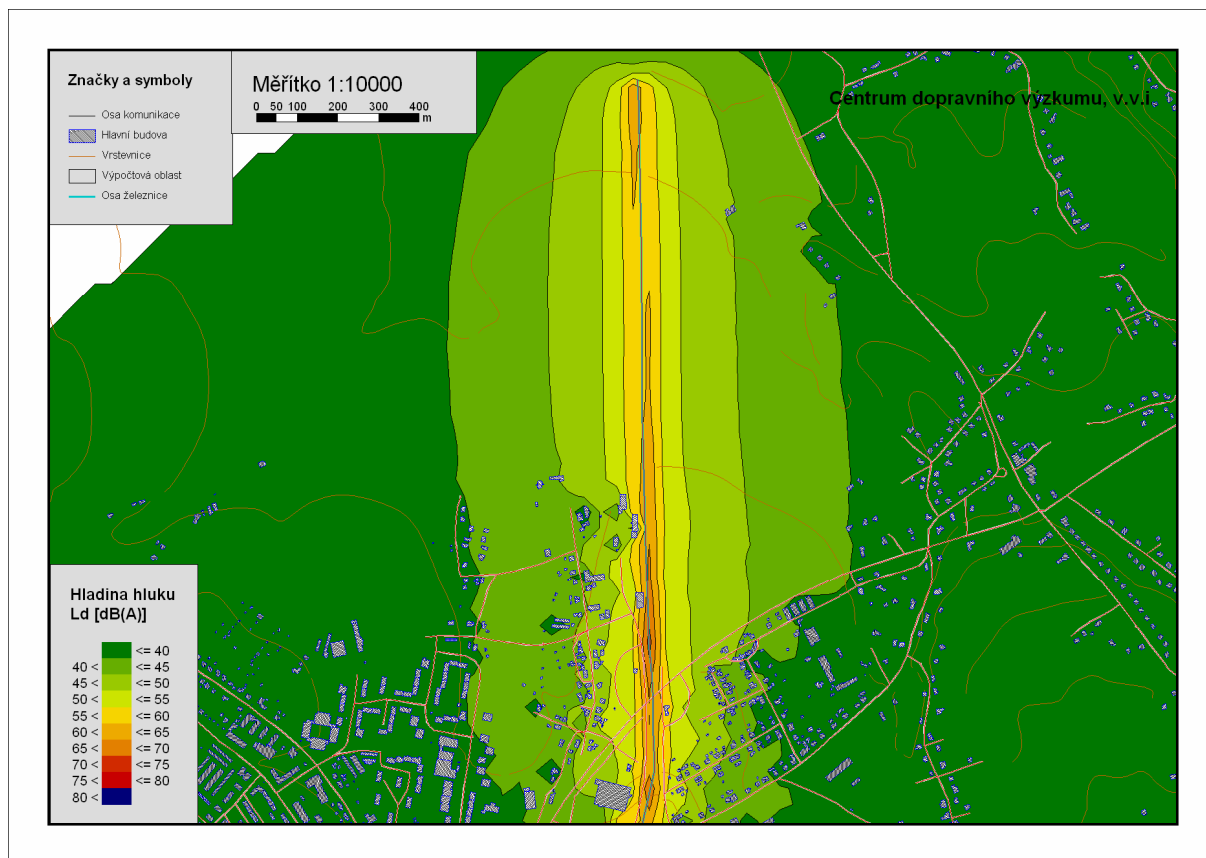 Značky a symboly
Osa komunikace
Hlavní budova
Vrstevnice
Výpočtová oblast
Osa železnice
Měřítko 1:10000
0 50 100 200 300 400
m
Centrum dopravního výzkumu, v.v.i
Hladina hluku
Ld [dB(A)]
<= 40
40 < <= 45
45 < <= 50
50 < <= 55
55 < <= 60
60 < <= 65
65 < <= 70
70 < <= 75
75 < <= 80
80 <